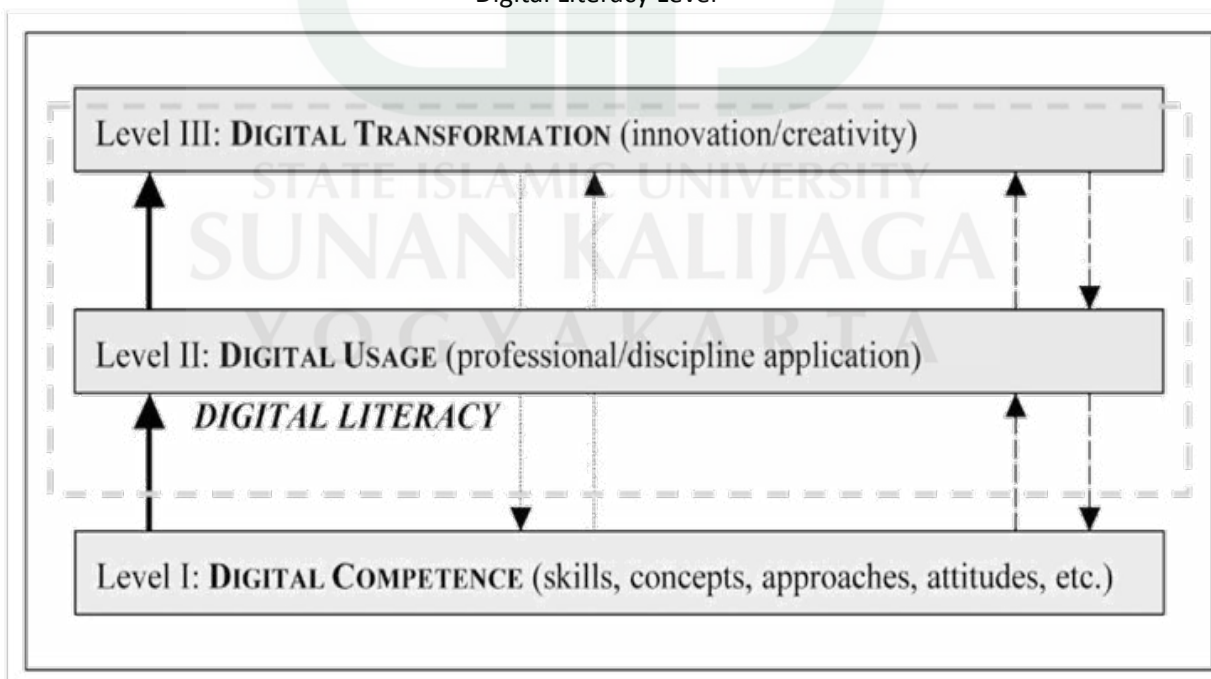 Digital Literacy Level
Level III: DIGITAL TRANSFORMATION (innovation/creativity)
STATE ISLAMIC UNIVERSITY
SUNAN KALIJAGA
YOGYAKARTA
Level II: DIGITAL USAGE (professional/discipline application)
DIGITAL LITERACY
Level I: DIGITAL COMPETENCE (skills, concepts, approaches, attitudes, etc.)